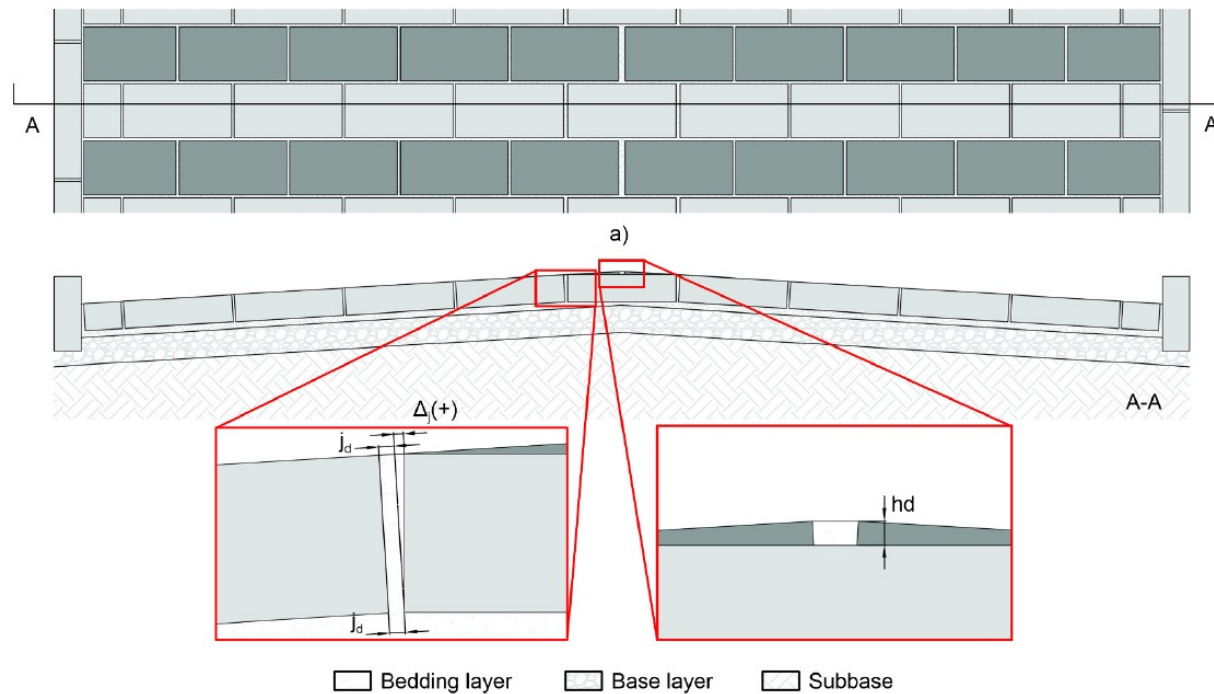 A
A
a)
A-A
Δj(+)
jd
jd
hd
Bedding layer
Base layer
Subbase